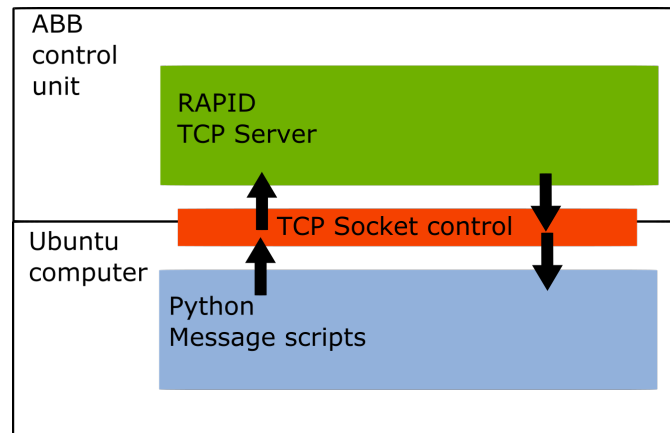 ABB
control
unit
RAPID
TCP Server
TCP Socket control
Ubuntu
computer
Python
Message scripts